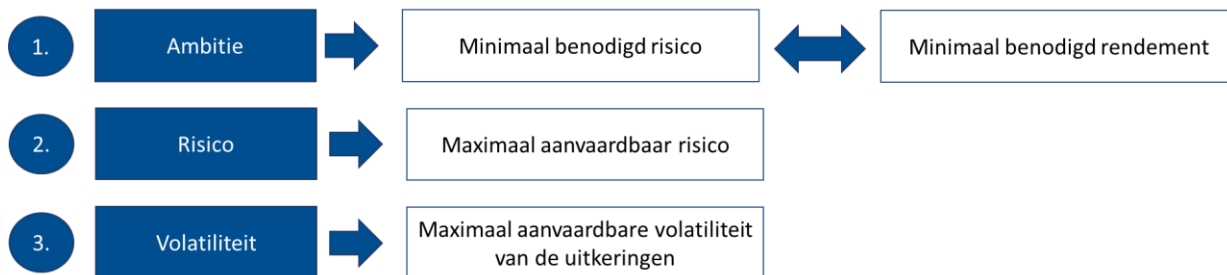 1.
Ambitie
Minimaal benodigd risico
Minimaal benodigd rendement
2.
Risico
Maximaal aanvaardbaar risico
3.
Volatiliteit
Maximaal aanvaardbare volatiliteit
van de uitkeringen